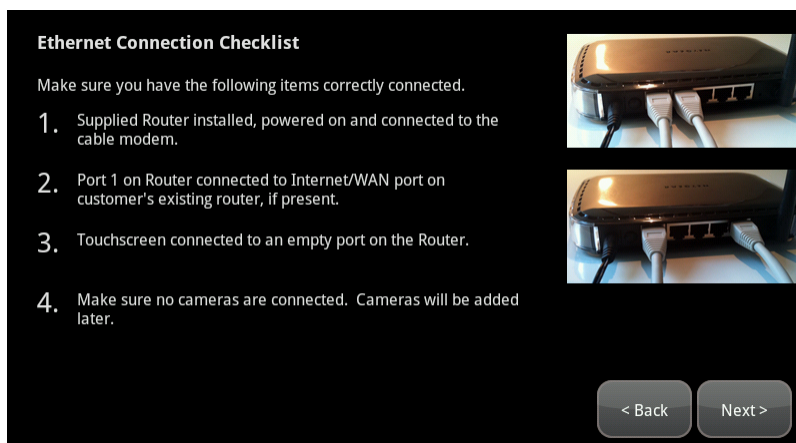 Ethernet Connection Checklist
Make sure you have the following items correctly connected.
1. Supplied Router installed, powered on and connected to the
cable modem.
2. Port 1 on Router connected to Internet/WAN port on
customer's existing router, if present.
3. Touchscreen connected to an empty port on the Router.
4. Make sure no cameras are connected.  Cameras will be added
later.
< Back
Next >